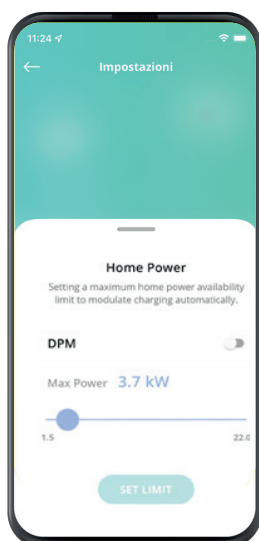 11:24
Impostazioni
Home Power
Setting a maximum home power availability
limit to modulate charging automatically.
DPM
Max Power 3.7 kW
1.5 22.0
SET LIMIT